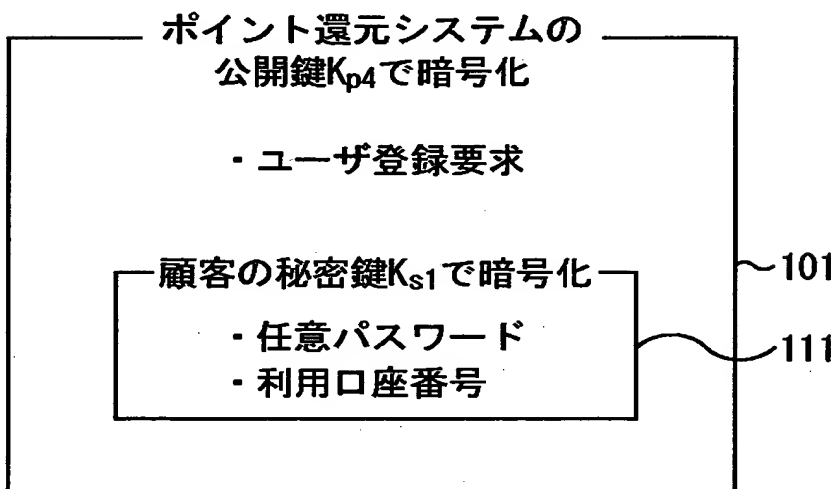 ポイント還元システムの
公開鍵Kp4で暗号化
・ユーザ登録要求
顧客の秘密鍵Ks1で暗号化
・任意パスワード
・利用口座番号
101
111